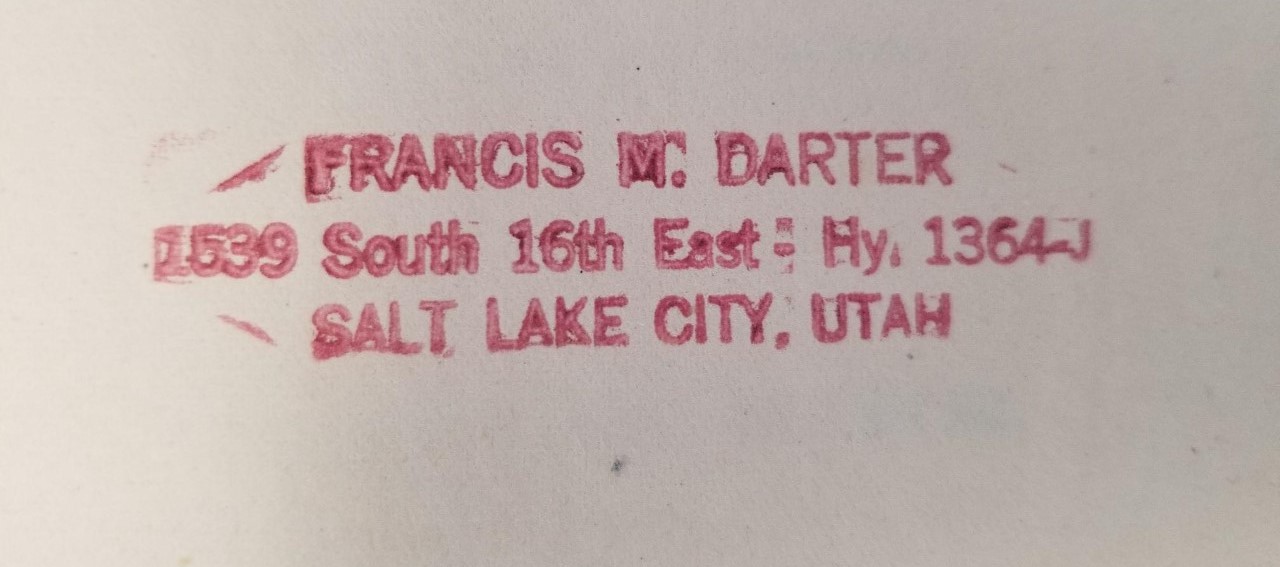 FRANCIS M. DARTER
1539 South 16th East : Hy. 1364-J
SALT LAKE CITY, UTAH